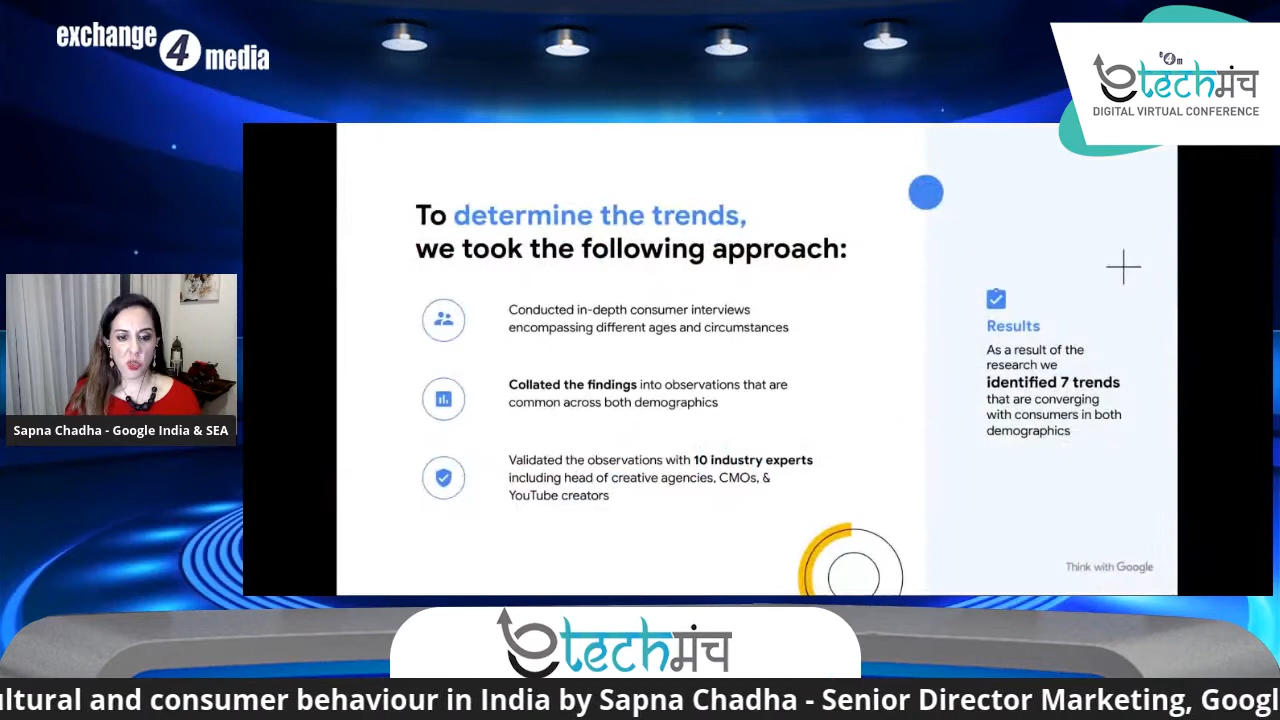 exchange
4
media
e4m
techमंच
DIGITAL VIRTUAL CONFERENCE
To determine the trends,
we took the following approach:
Conducted in-depth consumer interviews
encompassing different ages and circumstances
Collated the findings into observations that are
common across both demographics
Validated the observations with 10 industry experts
including head of creative agencies, CMOs, &
YouTube creators
Results
As a result of the
research we
identified 7 trends
that are converging
with consumers in both
demographics
Think with Google
Sapna Chadha - Google India & SEA
techमंच
ultural and consumer behaviour in India by Sapna Chadha - Senior Director Marketing, Googl